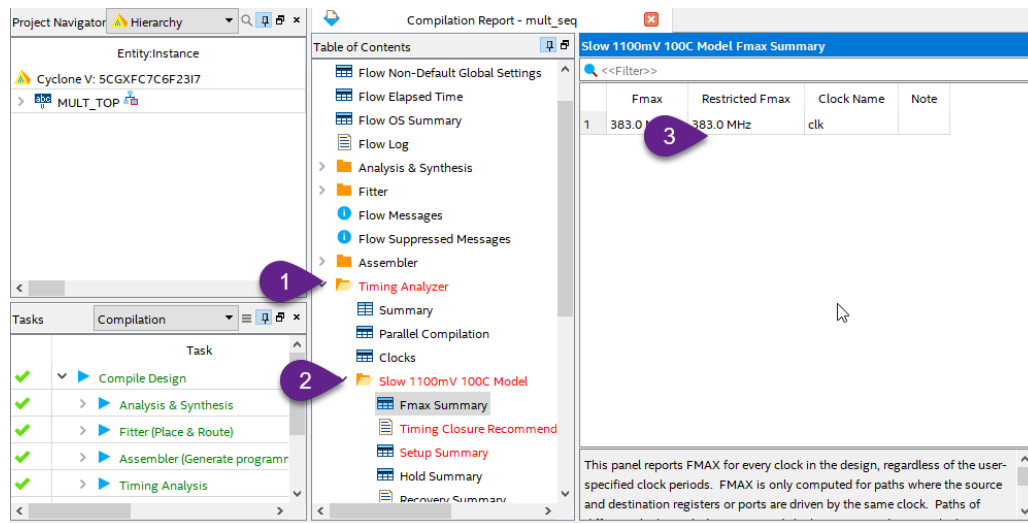 Project Navigator Hierarchy
Entity:Instance
Cyclone V: 5CGXFC7C6F23I7
MULT_TOP
Tasks Compilation
Task
Compile Design
Analysis & Synthesis
Fitter (Place & Route)
Assembler (Generate programm
Timing Analysis
Compilation Report - mult_seq
Table of Contents
Flow Non-Default Global Settings
Flow Elapsed Time
Flow OS Summary
Flow Log
Analysis & Synthesis
Fitter
Flow Messages
Flow Suppressed Messages
Assembler
1
Timing Analyzer
Summary
Parallel Compilation
Clocks
2
Slow 1100mV 100C Model
Fmax Summary
Timing Closure Recommend
Setup Summary
Hold Summary
Recovery Summary
Slow 1100mV 100C Model Fmax Summary
<<Filter>>
Fmax Restricted Fmax Clock Name Note
1 383.0 383.0 MHz clk
3
This panel reports FMAX for every clock in the design, regardless of the user-
specified clock periods. FMAX is only computed for paths where the source
and destination registers or ports are driven by the same clock. Paths of